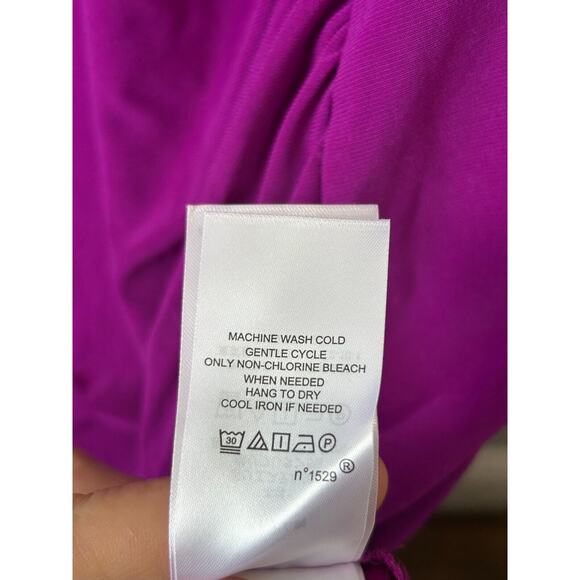 MACHINE WASH COLD
GENTLE CYCLE
ONLY NON-CHLORINE BLEACH
WHEN NEEDED
HANG TO DRY
COOL IRON IF NEEDED
30 P
n°1529 ®